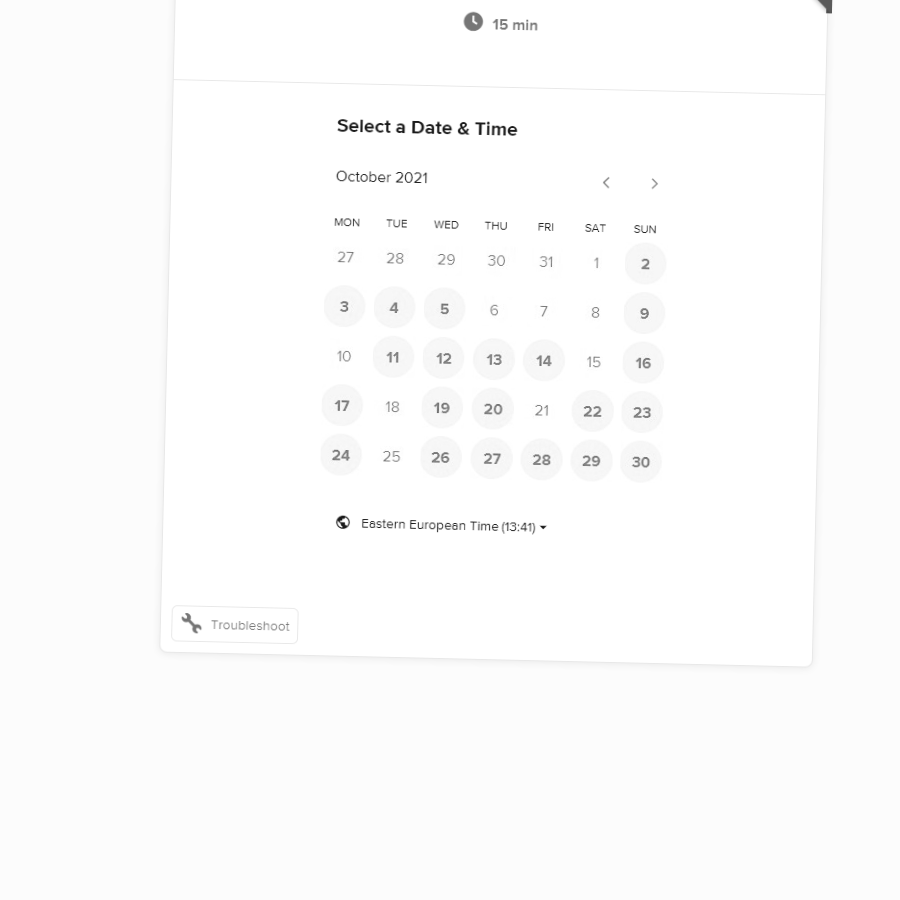 15 min
Select a Date & Time
October 2021
MON TUE WED THU FRI SAT SUN
27 28 29 30 31 1 2
3 4 5 6 7 8 9
10 11 12 13 14 15 16
17 18 19 20 21 22 23
24 25 26 27 28 29 30
Eastern European Time (13:41)
Troubleshoot